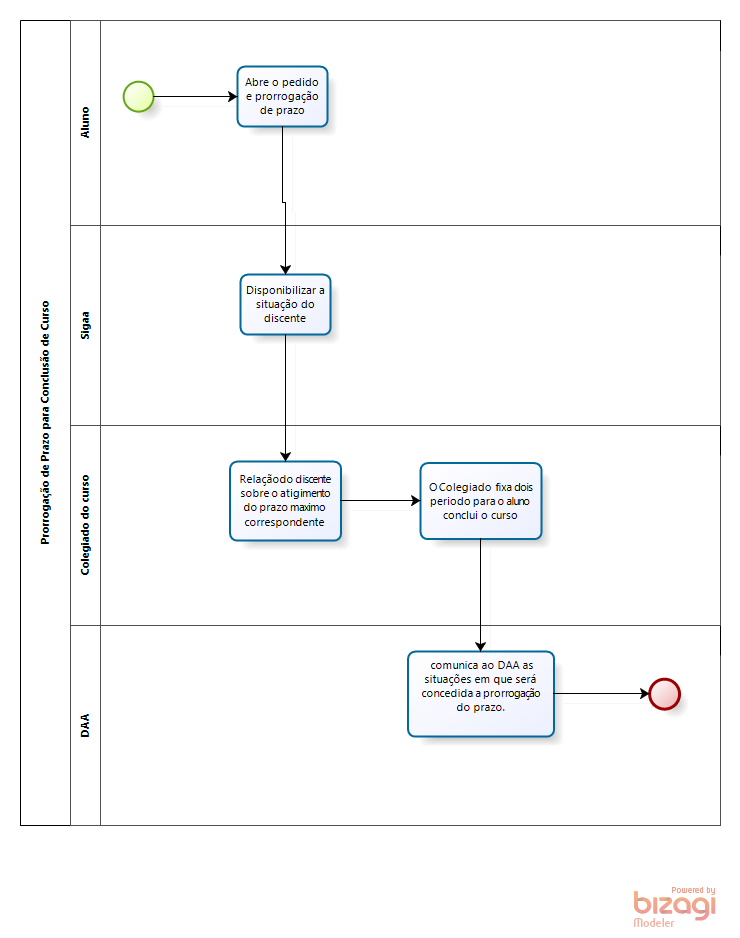 Prorrogação de Prazo para Conclusão de Curso
Aluno
Abre o pedido
e prorrogação
de prazo
Sigaa
Disponibilizar a
situação do
discente
Colegiado do curso
Relaçãodo discente
sobre o atigimento
do prazo maximo
correspondente
O Colegiado fixa dois
periodo para o aluno
conclui o curso
DAA
comunica ao DAA as
situações em que será
concedida a prorrogação
do prazo.
Powered by
bizagi
Modeler